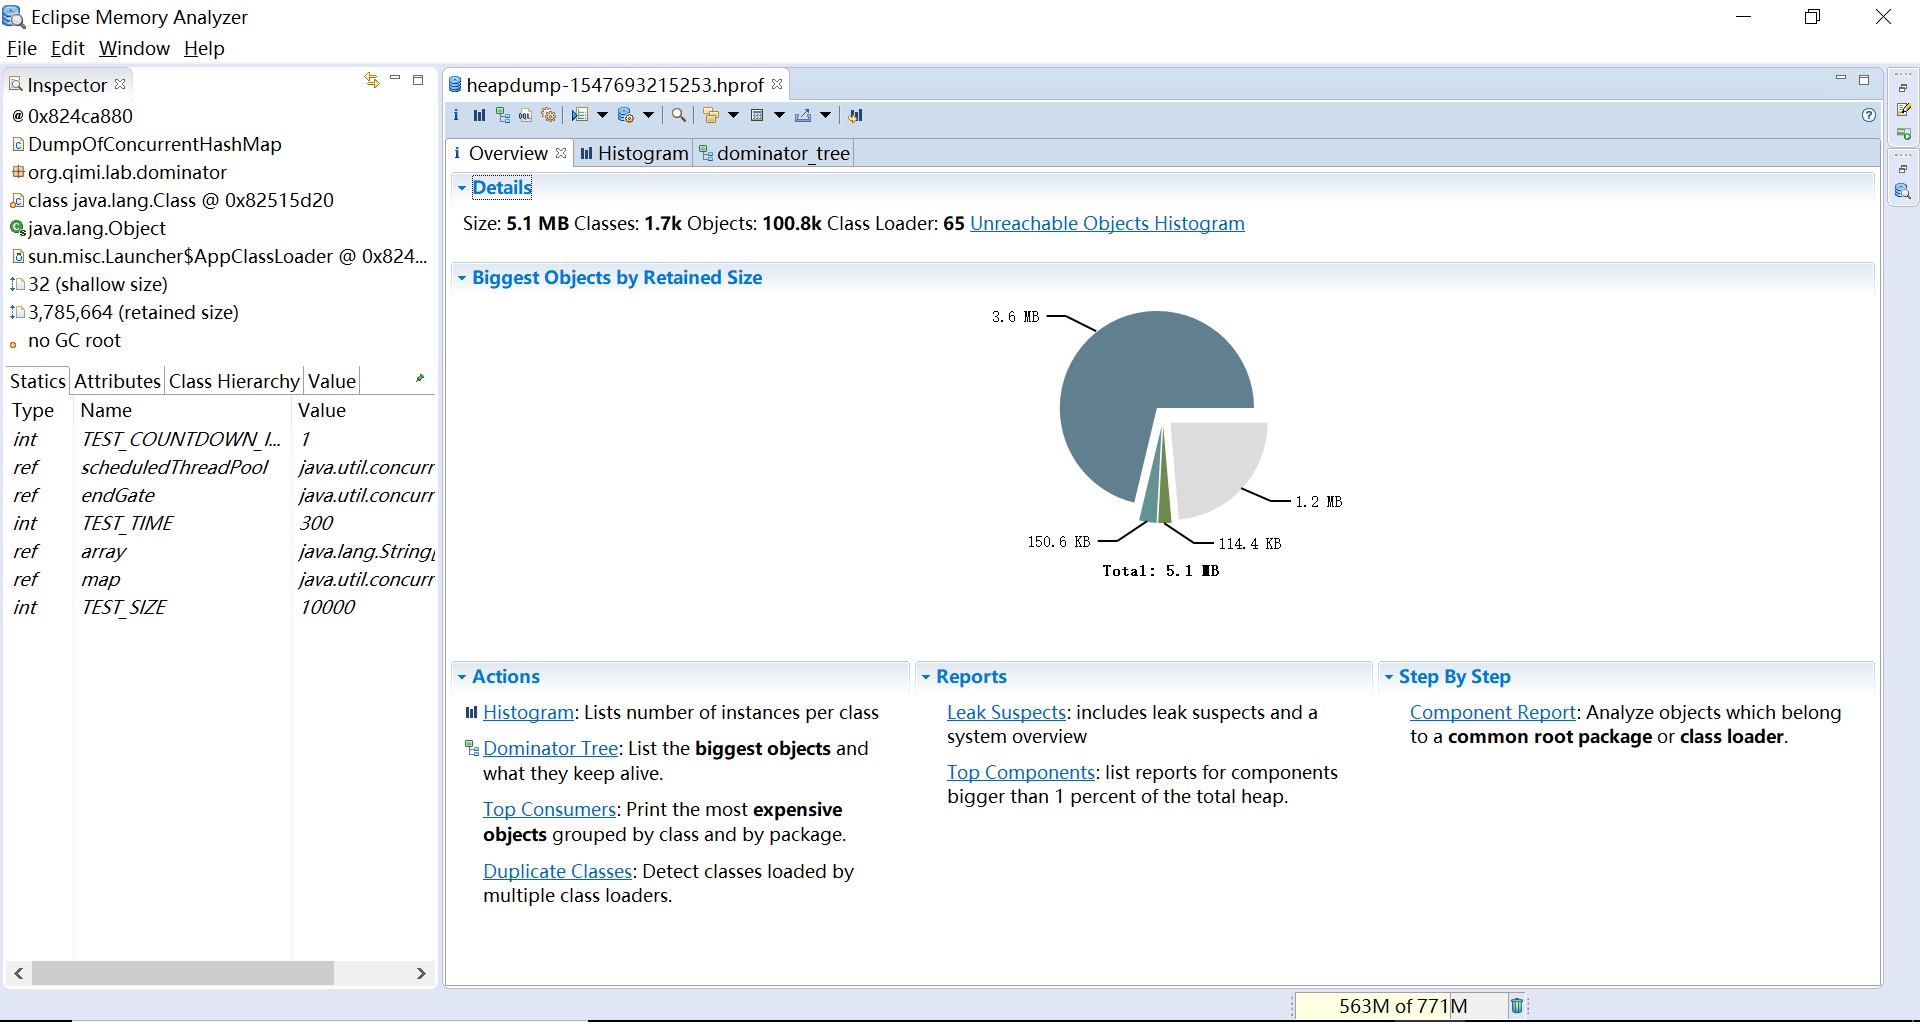 Eclipse Memory Analyzer
File Edit Window Help
Inspector
@ 0x824ca880
DumpOfConcurrentHashMap
org.qimi.lab.dominator
class java.lang.Class @ 0x82515d20
java.lang.Object
sun.misc.Launcher$AppClassLoader @ 0x824...
32 (shallow size)
3,785,664 (retained size)
no GC root
Statics Attributes Class Hierarchy Value
Type Name Value
int TEST_COUNTDOWN_I... 1
ref scheduledThreadPool java.util.concurr
ref endGate java.util.concurr
int TEST_TIME 300
ref array java.lang.String[
ref map java.util.concurr
int TEST_SIZE 10000
heapdump-1547693215253.hprof
Overview Histogram dominator_tree
Details
Size: 5.1 MB Classes: 1.7k Objects: 100.8k Class Loader: 65 Unreachable Objects Histogram
Biggest Objects by Retained Size
3.6 MB
1.2 MB
150.6 KB
114.4 KB
Total: 5.1 MB
Actions
Histogram: Lists number of instances per class
Dominator Tree: List the biggest objects and
what they keep alive.
Top Consumers: Print the most expensive
objects grouped by class and by package.
Duplicate Classes: Detect classes loaded by
multiple class loaders.
Reports
Leak Suspects: includes leak suspects and a
system overview
Top Components: list reports for components
bigger than 1 percent of the total heap.
Step By Step
Component Report: Analyze objects which belong
to a common root package or class loader.
563M of 771M